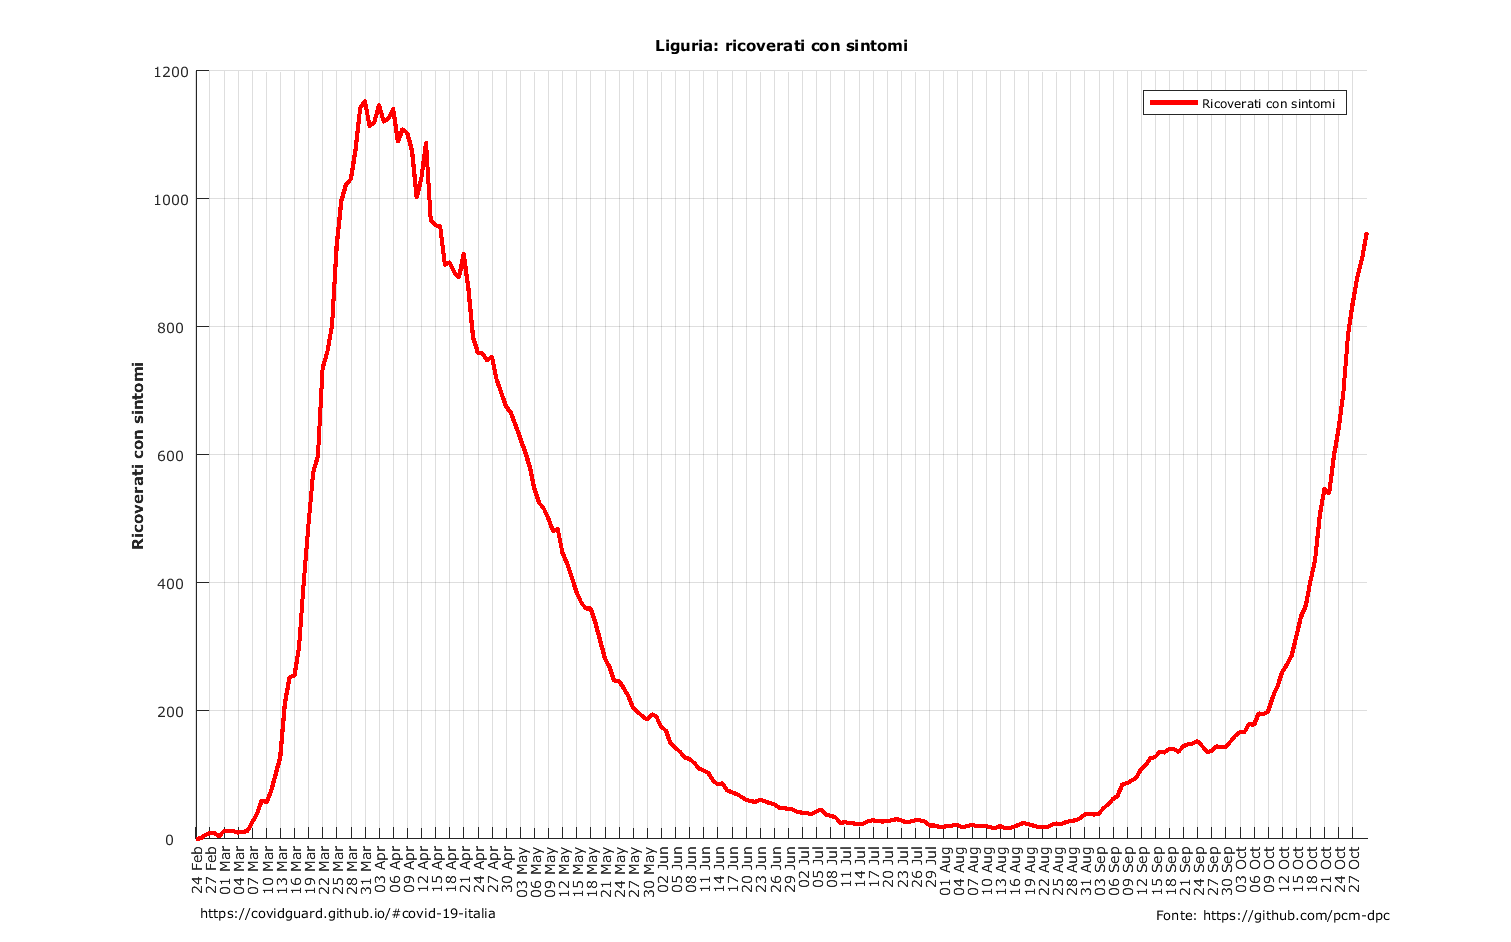 Liguria: ricoverati con sintomi
Ricoverati con sintomi
Ricoverati con sintomi
1200
1000
800
600
400
200
0
24 Feb
27 Feb
01 Mar
04 Mar
07 Mar
10 Mar
13 Mar
16 Mar
19 Mar
22 Mar
25 Mar
28 Mar
31 Mar
03 Apr
06 Apr
09 Apr
12 Apr
15 Apr
18 Apr
21 Apr
24 Apr
27 Apr
30 Apr
03 May
06 May
09 May
12 May
15 May
18 May
21 May
24 May
27 May
30 May
02 Jun
05 Jun
08 Jun
11 Jun
14 Jun
17 Jun
20 Jun
23 Jun
26 Jun
29 Jun
02 Jul
05 Jul
08 Jul
11 Jul
14 Jul
17 Jul
20 Jul
23 Jul
26 Jul
29 Jul
01 Aug
04 Aug
07 Aug
10 Aug
13 Aug
16 Aug
19 Aug
22 Aug
25 Aug
28 Aug
31 Aug
03 Sep
06 Sep
09 Sep
12 Sep
15 Sep
18 Sep
21 Sep
24 Sep
27 Sep
30 Sep
03 Oct
06 Oct
09 Oct
12 Oct
15 Oct
18 Oct
21 Oct
24 Oct
27 Oct
https://covidguard.github.io/#covid-19-italia
Fonte: https://github.com/pcm-dpc